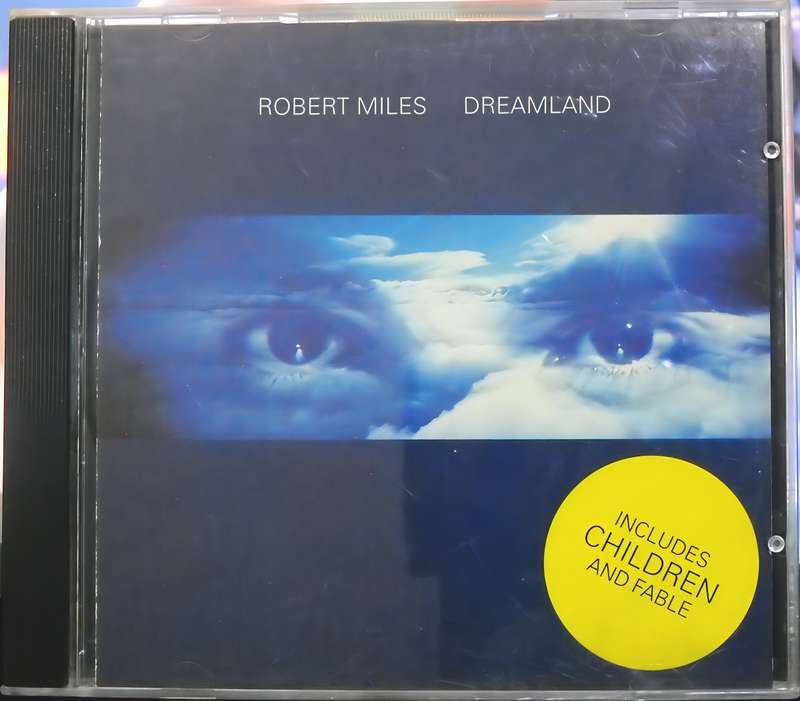 ROBERT MILES DREAMLAND
INCLUDES
CHILDREN
AND FABLE